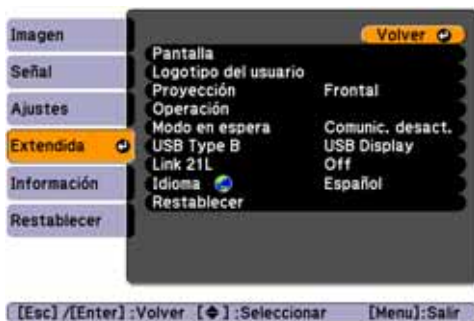 Imagen
Señal
Ajustes
Extendida
Información
Restablecer
Volver
Pantalla
Logotipo del usuario
Proyección Frontal
Operación
Modo en espera Comunic. desact.
USB Type B USB Display
Link 21L Off
Idioma Español
Restablecer
[Esc] /[Enter] :Volver [◆] :Seleccionar [Menu]:Salir